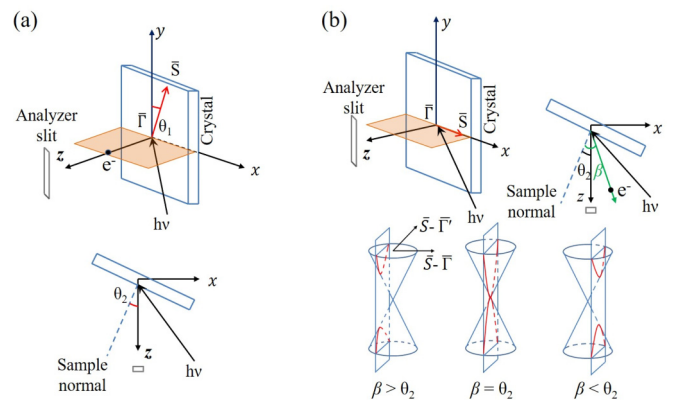 (a)
y
S̄
Analyzer
slit
Γ̄
θ₁
Crystal
z
e⁻
x
hν
x
θ₂
z
Sample
normal
hν
(b)
y
Analyzer
slit
Γ̄
S̄
Crystal
z
x
hν
x
θ₂
β
Sample
normal
z
e⁻
hν
S̄- Γ̄′
S̄- Γ̄
β > θ₂
β = θ₂
β < θ₂